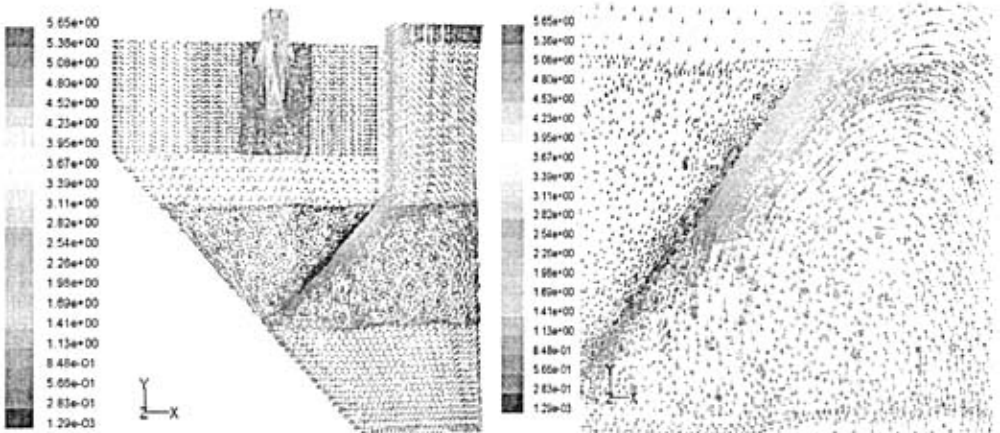 5.65e+00
5.36e+00
5.08e+00
4.80e+00
4.52e+00
4.23e+00
3.95e+00
3.67e+00
3.39e+00
3.11e+00
2.82e+00
2.54e+00
2.26e+00
1.98e+00
1.69e+00
1.41e+00
1.13e+00
8.48e-01
5.66e-01
2.83e-01
1.29e-03
Y
Z X
5.65e+00
5.36e+00
5.08e+00
4.80e+00
4.52e+00
4.23e+00
3.95e+00
3.67e+00
3.39e+00
3.11e+00
2.82e+00
2.54e+00
2.26e+00
1.98e+00
1.69e+00
1.41e+00
1.13e+00
8.48e-01
5.66e-01
2.83e-01
1.29e-03
Y
Z X